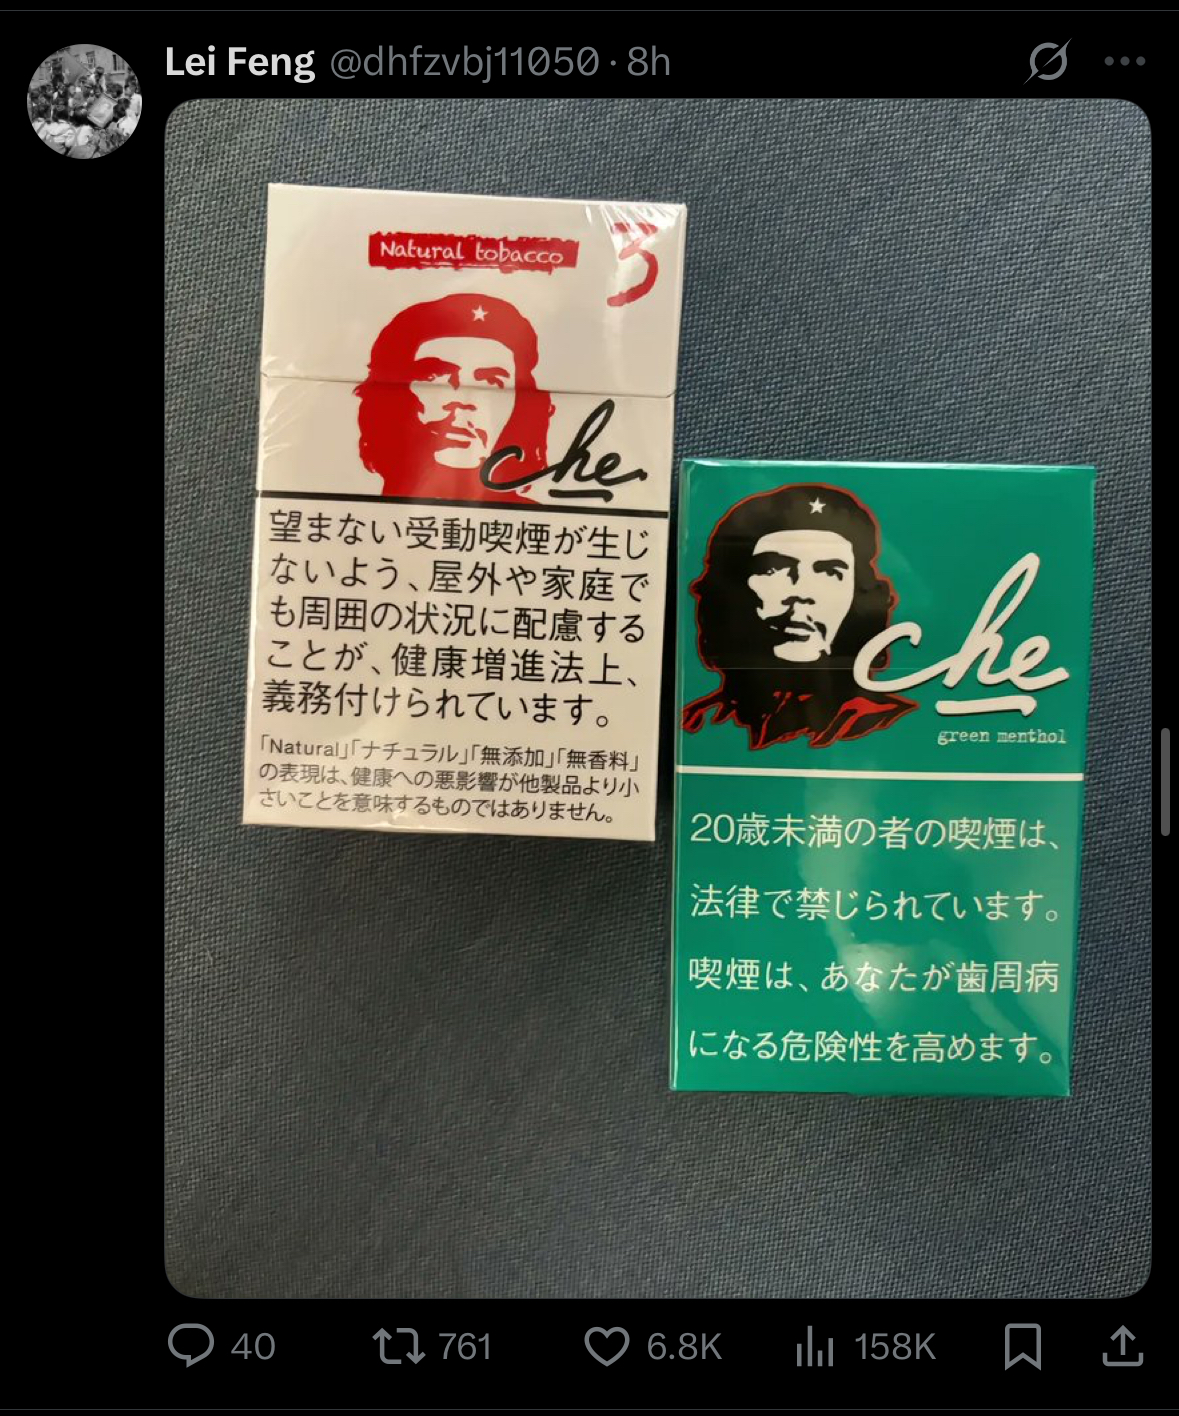 Lei Feng @dhfzvbj11050 · 8h
Natural tobacco
3
che
望まない受動喫煙が生じ
ないよう、屋外や家庭で
も周囲の状況に配慮する
ことが、健康増進法上、
義務付けられています。
「Natural」「ナチュラル」「無添加」「無香料」
の表現は、健康への悪影響が他製品より小
さいことを意味するものではありません。
che
green menthol
20歳未満の者の喫煙は、
法律で禁じられています。
喫煙は、あなたが歯周病
になる危険性を高めます。
40 761 6.8K 158K